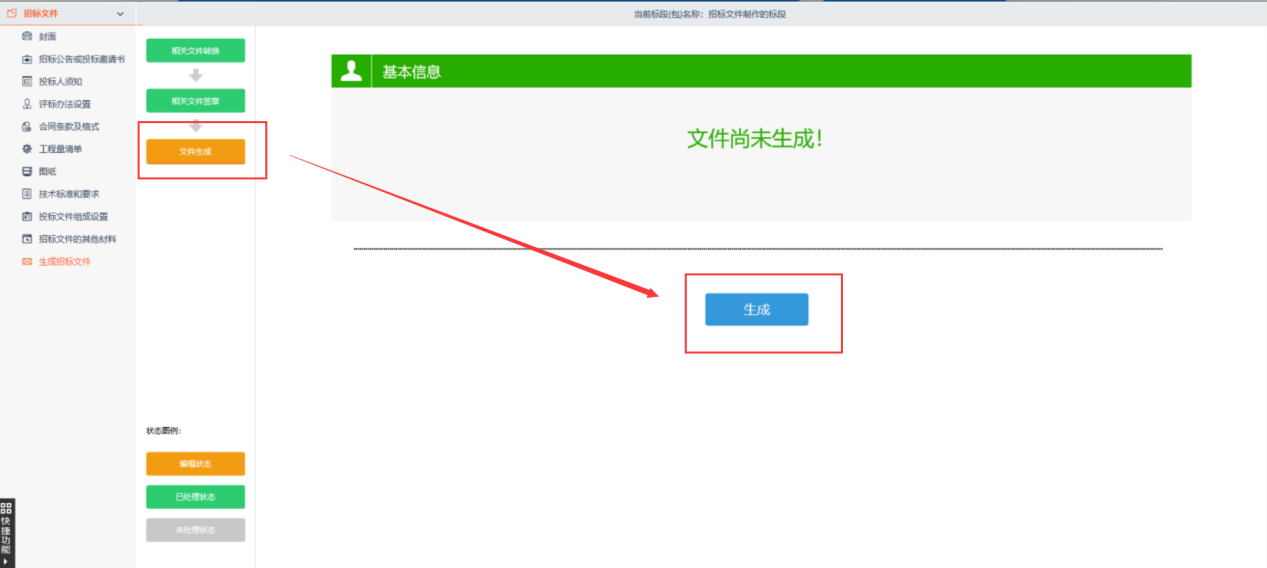 招标文件
当前标段(包)名称：招标文件制作的标段
封面
招标公告或投标邀请书
投标人须知
评标办法设置
合同条款及格式
工程量清单
图纸
技术标准和要求
投标文件组成设置
招标文件的其他材料
生成招标文件
相关文件转换
相关文件签章
文件生成
基本信息
文件尚未生成！
生成
状态图例：
编辑状态
已处理状态
未处理状态
快捷功能